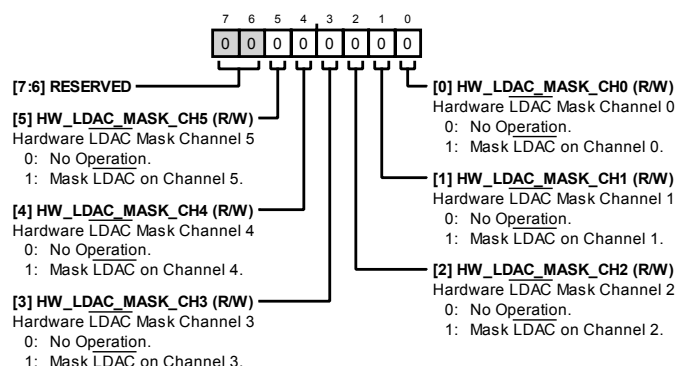 7 6 5 4 3 2 1 0
0 0 0 0 0 0 0 0
[7:6] RESERVED
[5] HW_LDAC_MASK_CH5 (R/W)
Hardware LDAC Mask Channel 5
0: No Operation.
1: Mask LDAC on Channel 5.
[4] HW_LDAC_MASK_CH4 (R/W)
Hardware LDAC Mask Channel 4
0: No Operation.
1: Mask LDAC on Channel 4.
[3] HW_LDAC_MASK_CH3 (R/W)
Hardware LDAC Mask Channel 3
0: No Operation.
1: Mask LDAC on Channel 3.
[0] HW_LDAC_MASK_CH0 (R/W)
Hardware LDAC Mask Channel 0
0: No Operation.
1: Mask LDAC on Channel 0.
[1] HW_LDAC_MASK_CH1 (R/W)
Hardware LDAC Mask Channel 1
0: No Operation.
1: Mask LDAC on Channel 1.
[2] HW_LDAC_MASK_CH2 (R/W)
Hardware LDAC Mask Channel 2
0: No Operation.
1: Mask LDAC on Channel 2.